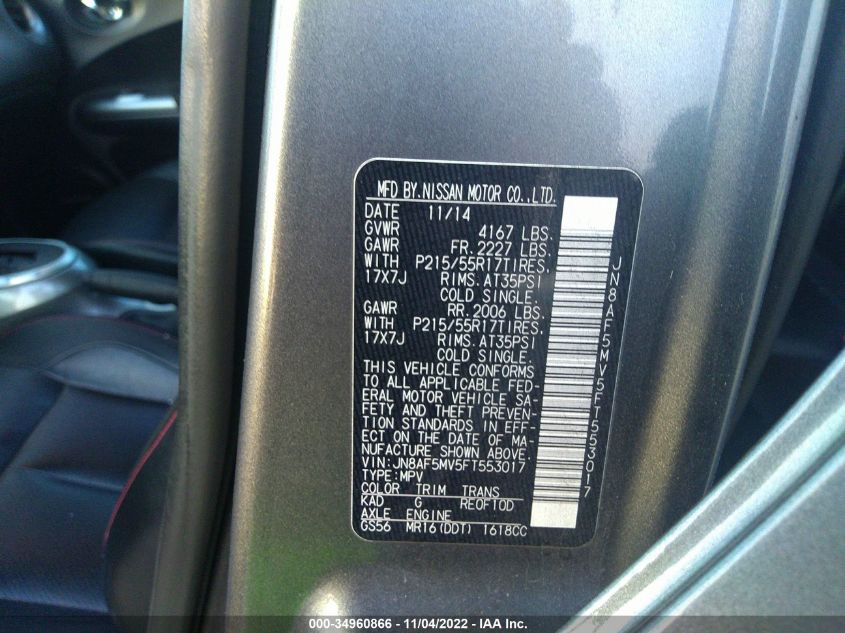 MFD BY.NISSAN MOTOR CO.,LTD.
DATE 11/14
GVWR 4167 LBS.
GAWR FR. 2227 LBS.
WITH P215/55R17TIRES,
17X7J RIMS.AT35PSI
COLD SINGLE.
GAWR RR. 2006 LBS.
WITH P215/55R17TIRES,
17X7J RIMS.AT35PSI
COLD SINGLE.
THIS VEHICLE CONFORMS
TO ALL APPLICABLE FED-
ERAL MOTOR VEHICLE SA-
FETY AND THEFT PREVEN-
TION STANDARDS IN EFF-
ECT ON THE DATE OF MA-
NUFACTURE SHOWN ABOVE.
VIN:JN8AF5MV5FT553017
TYPE:MPV
COLOR TRIM TRANS
KAD G RE0F10D
AXLE ENGINE
GS56 MR16(DDT) 1618CC
JN8AF5MV5FT553017
000-34960866 - 11/04/2022 - IAA Inc.